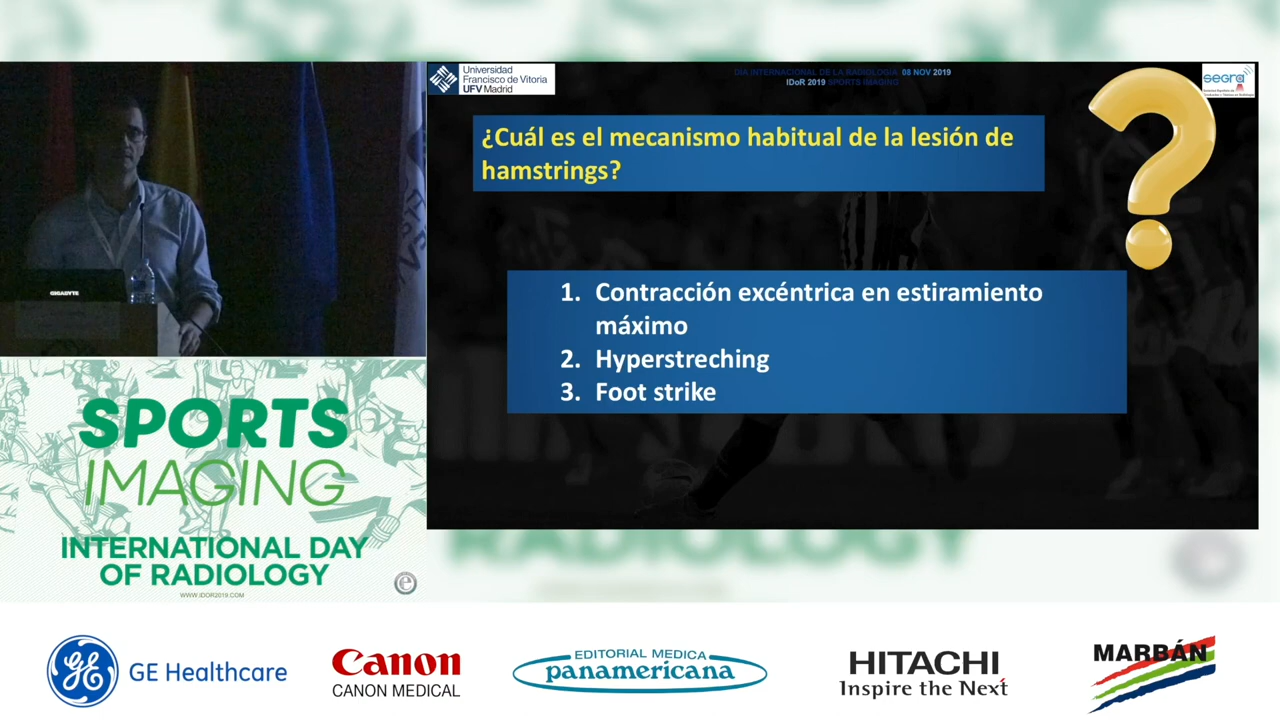 Universidad
Francisco de Vitoria
UFV Madrid
DÍA INTERNACIONAL DE LA RADIOLOGÍA, 08 NOV 2019
IDoR 2019 SPORTS IMAGING
segra
¿Cuál es el mecanismo habitual de la lesión de
hamstrings?
1. Contracción excéntrica en estiramiento
máximo
2. Hyperstreching
3. Foot strike
GIGABYTE
SPORTS
IMAGING
INTERNATIONAL DAY
OF RADIOLOGY
WWW.IDOR2019.COM
RADIOLOGY
GE Healthcare
Canon
CANON MEDICAL
EDITORIAL MEDICA
panamericana
HITACHI
Inspire the Next
MARBÁN